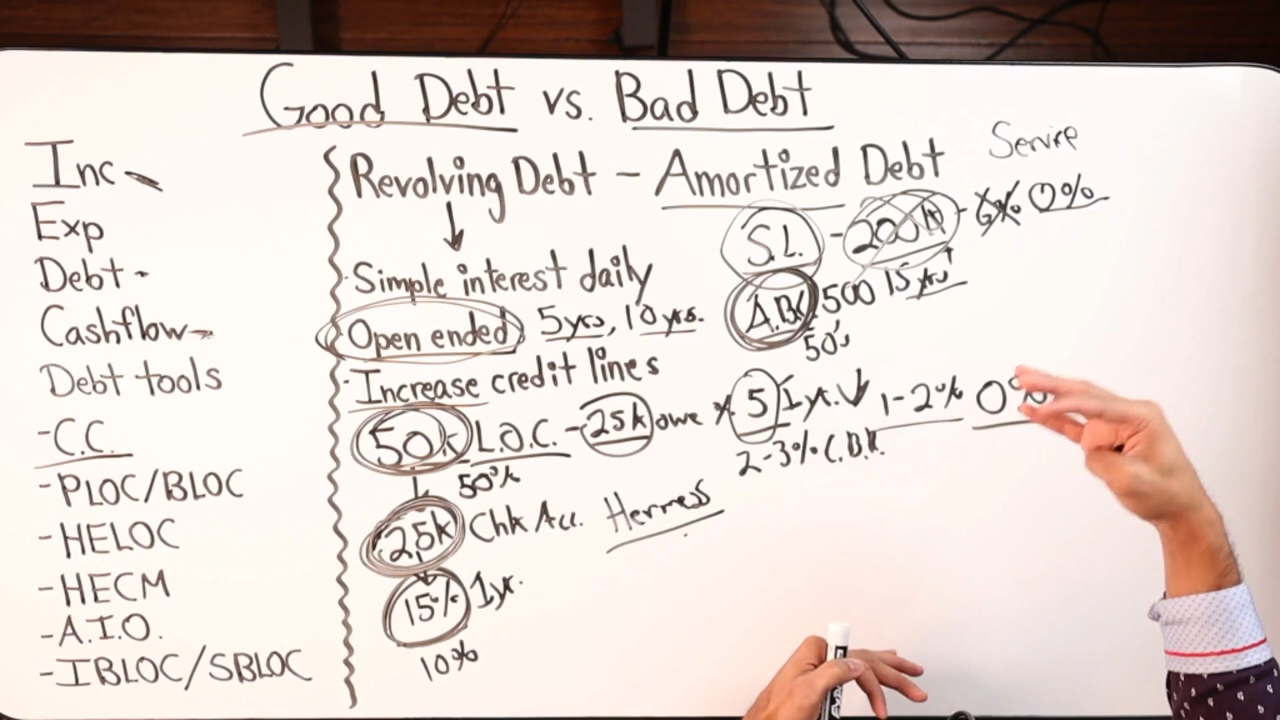 Good Debt vs. Bad Debt
Inc
Exp
Debt -
Cashflow
Debt tools
- C.C.
- PLOC/BLOC
- HELOC
- HECM
- A.I.O.
- IBLOC/SBLOC
Revolving Debt - Amortized Debt
· Simple interest daily
· Open ended 5yrs, 10 yrs.
· Increase credit lines
50k L.O.C. - 25k owe x 5 1yr. 1-2% 0%
50%
2-3% C.B.R.
25k Chk Acc. Hermess
15% 1yr.
10%
Service
S.L. - 200k - 6% 0%
500 15 yrs
50's